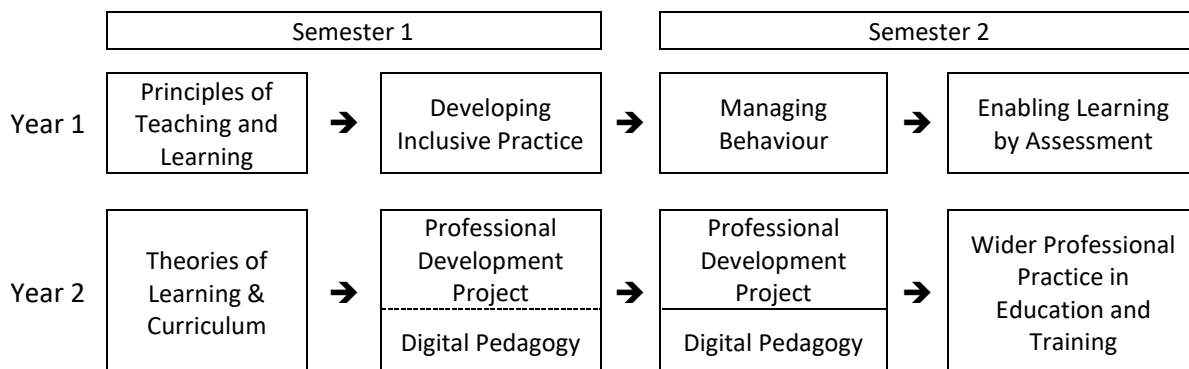 Semester 1
Semester 2
Year 1
Principles of
Teaching and
Learning
Developing
Inclusive Practice
Managing
Behaviour
Enabling Learning
by Assessment
Year 2
Theories of
Learning &
Curriculum
Professional
Development
Project
Digital Pedagogy
Professional
Development
Project
Digital Pedagogy
Wider Professional
Practice in
Education and
Training